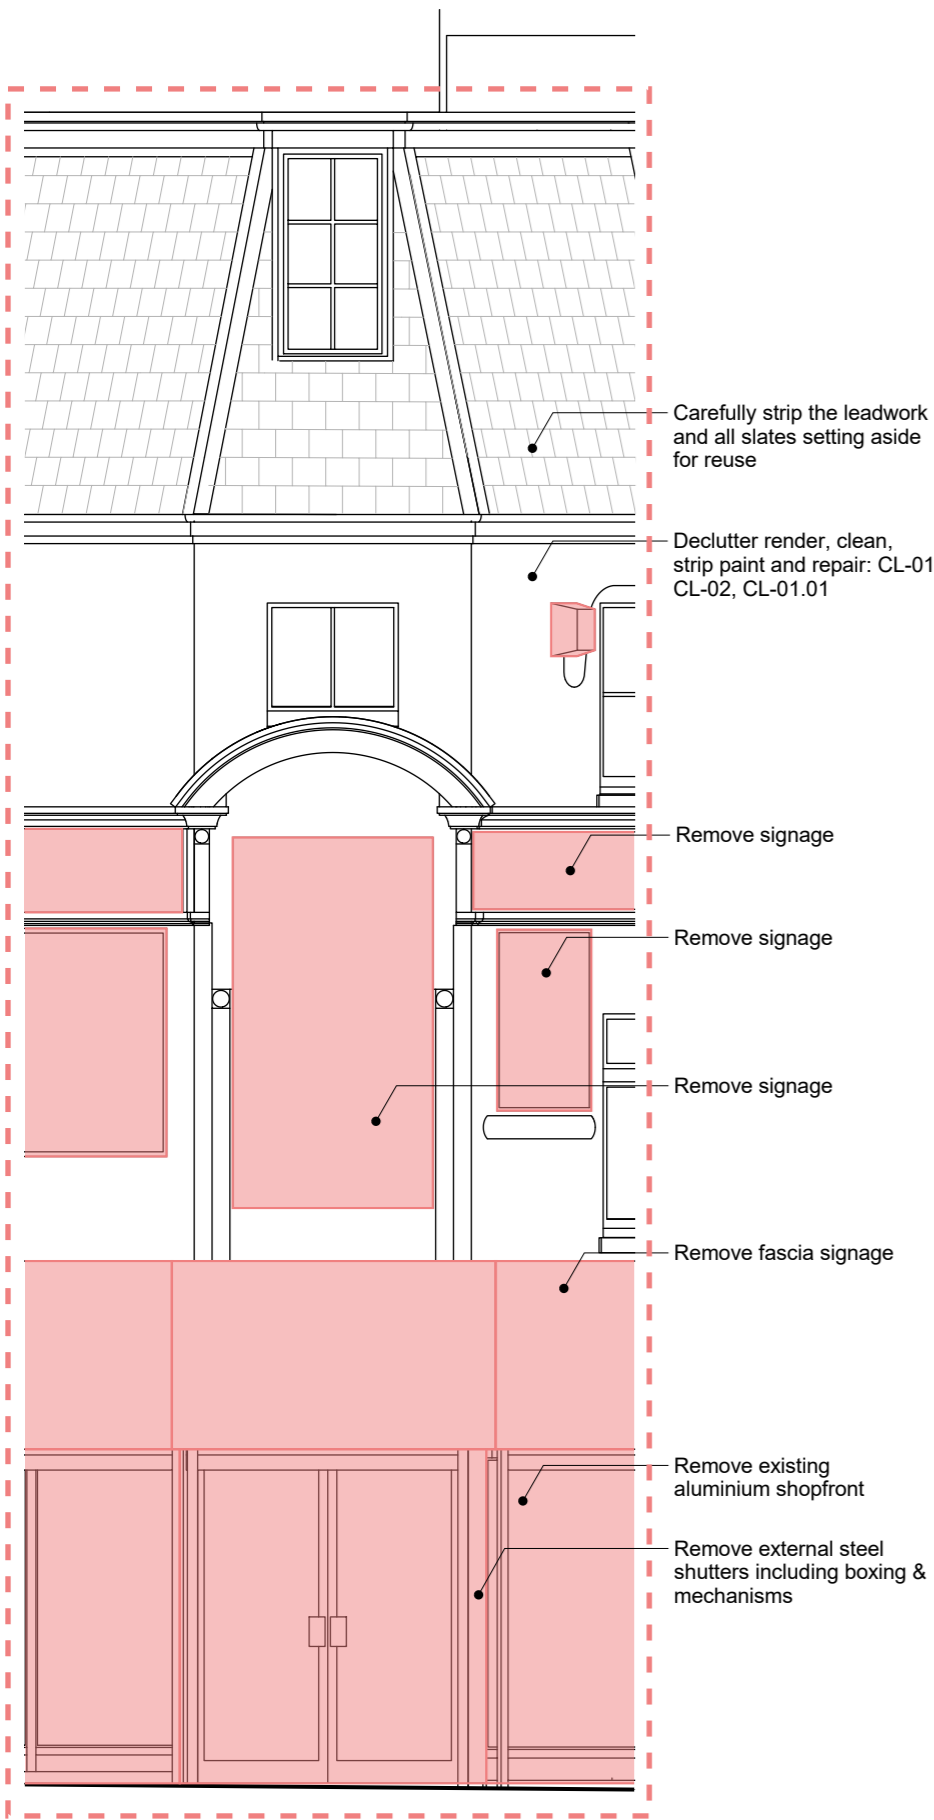 Carefully strip the leadwork
and all slates setting aside
for reuse
Declutter render, clean,
strip paint and repair: CL-01
CL-02, CL-01.01
Remove signage
Remove signage
Remove signage
Remove fascia signage
Remove existing
aluminium shopfront
Remove external steel
shutters including boxing &
mechanisms